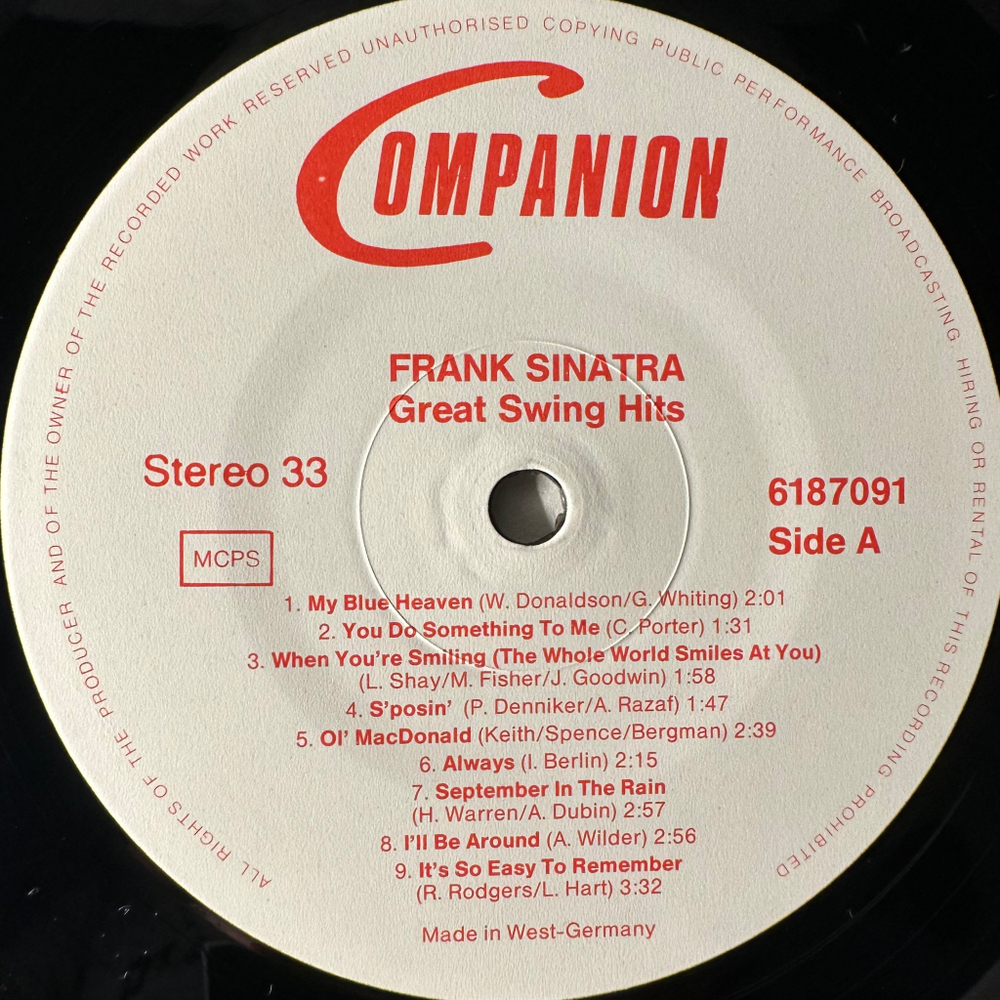 ALL RIGHTS OF THE PRODUCER AND OF THE OWNER OF THE RECORDED WORK RESERVED UNAUTHORISED COPYING PUBLIC PERFORMANCE BROADCASTING HIRING OR RENTAL OF THIS RECORDING PROHIBITED
COMPANION
FRANK SINATRA
Great Swing Hits
Stereo 33
6187091
MCPS
Side A
1. My Blue Heaven (W. Donaldson/G. Whiting) 2:01
2. You Do Something To Me (C. Porter) 1:31
3. When You're Smiling (The Whole World Smiles At You)
(L. Shay/M. Fisher/J. Goodwin) 1:58
4. S'posin' (P. Denniker/A. Razaf) 1:47
5. Ol' MacDonald (Keith/Spence/Bergman) 2:39
6. Always (I. Berlin) 2:15
7. September In The Rain
(H. Warren/A. Dubin) 2:57
8. I'll Be Around (A. Wilder) 2:56
9. It's So Easy To Remember
(R. Rodgers/L. Hart) 3:32
Made in West-Germany